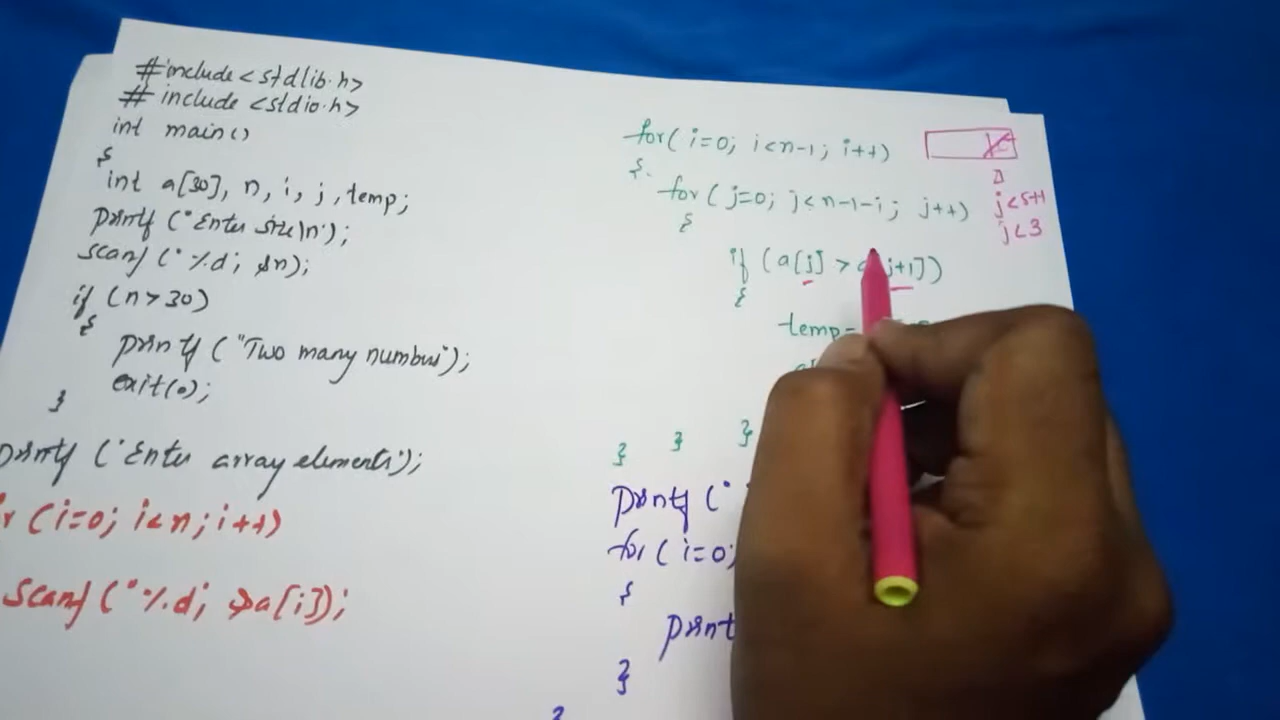 #include<stdlib.h>
#include <stdio.h>
int main()
{
int a[30], n, i, j, temp;
printf ("Enter size\n");
scanf ("%d", &n);
if (n>30)
{
printf ("Two many number");
exit(0);
}
printf ("Enter array elements");
(i=0; i<n; i++)
scanf ("%d", &a[i]);
for( i=0; i<n-1; i++)
{
for( j=0; j<n-1-i; j++)
{
if (a[j] > j+1])
{
temp=
} } }
printf ("
for( i=0;
{
print
}
}
j<5-1
j<3